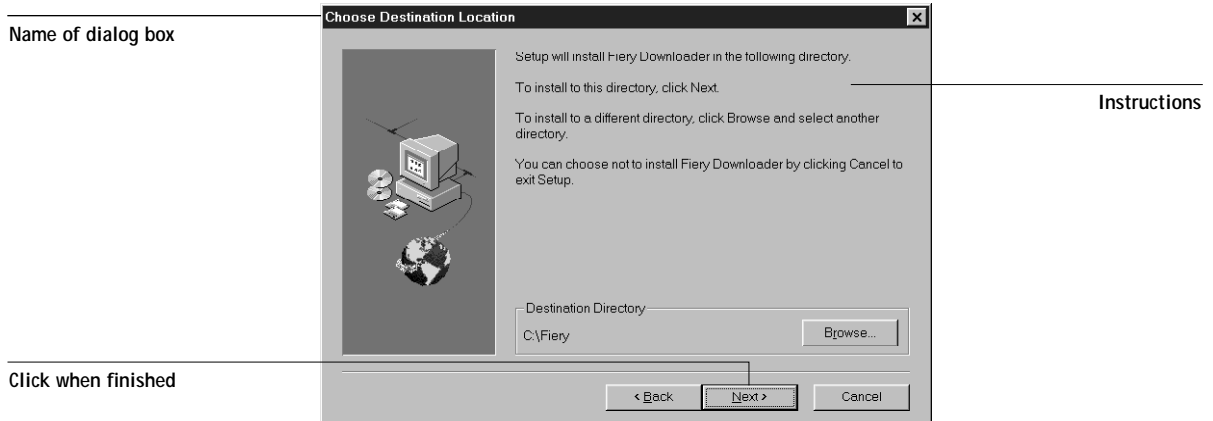 Choose Destination Location
Name of dialog box
Setup will install Fiery Downloader in the following directory.
To install to this directory, click Next.
Instructions
To install to a different directory, click Browse and select another
directory.
You can choose not to install Fiery Downloader by clicking Cancel to
exit Setup.
Destination Directory
C:\Fiery
Browse...
Click when finished
< Back
Next >
Cancel